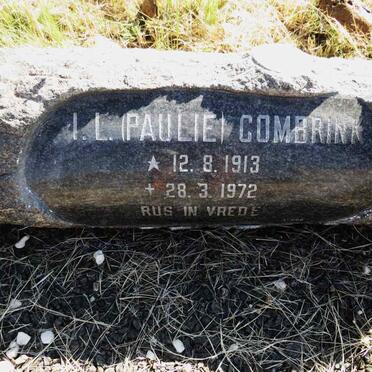 I.L. (PAULIE) COMBRINK
★ 12.8.1913
+ 28.3.1972
RUS IN VREDE